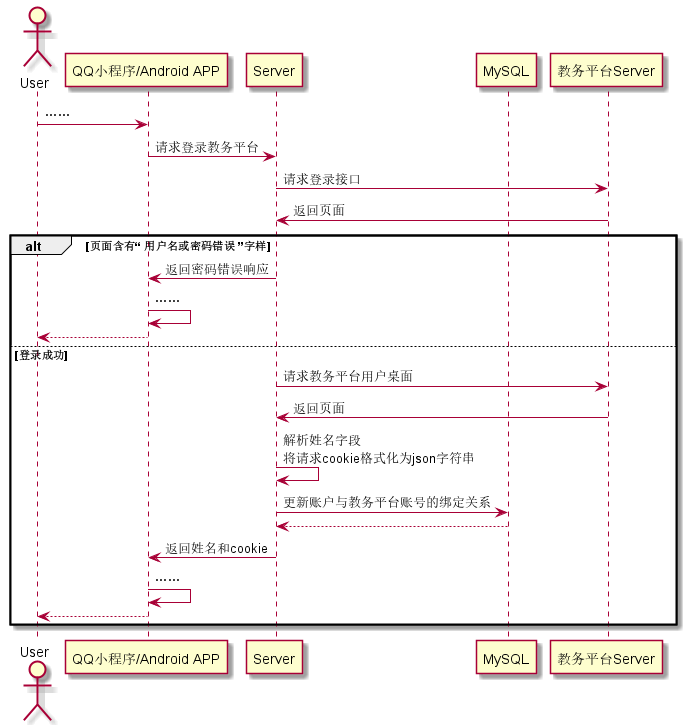 User
QQ小程序/Android APP
Server
MySQL
教务平台Server
......
请求登录教务平台
请求登录接口
返回页面
alt
[页面含有“ 用户名或密码错误 ”字样]
返回密码错误响应
......
[登录成功]
请求教务平台用户桌面
返回页面
解析姓名字段
将请求cookie格式化为json字符串
更新账户与教务平台账号的绑定关系
返回姓名和cookie
......
User
QQ小程序/Android APP
Server
MySQL
教务平台Server